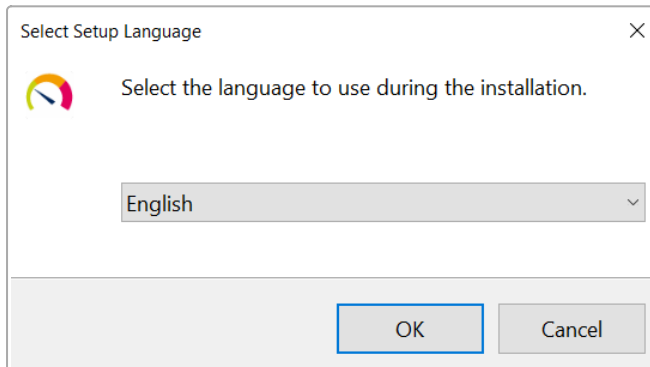 Select Setup Language
Select the language to use during the installation.
English
OK
Cancel